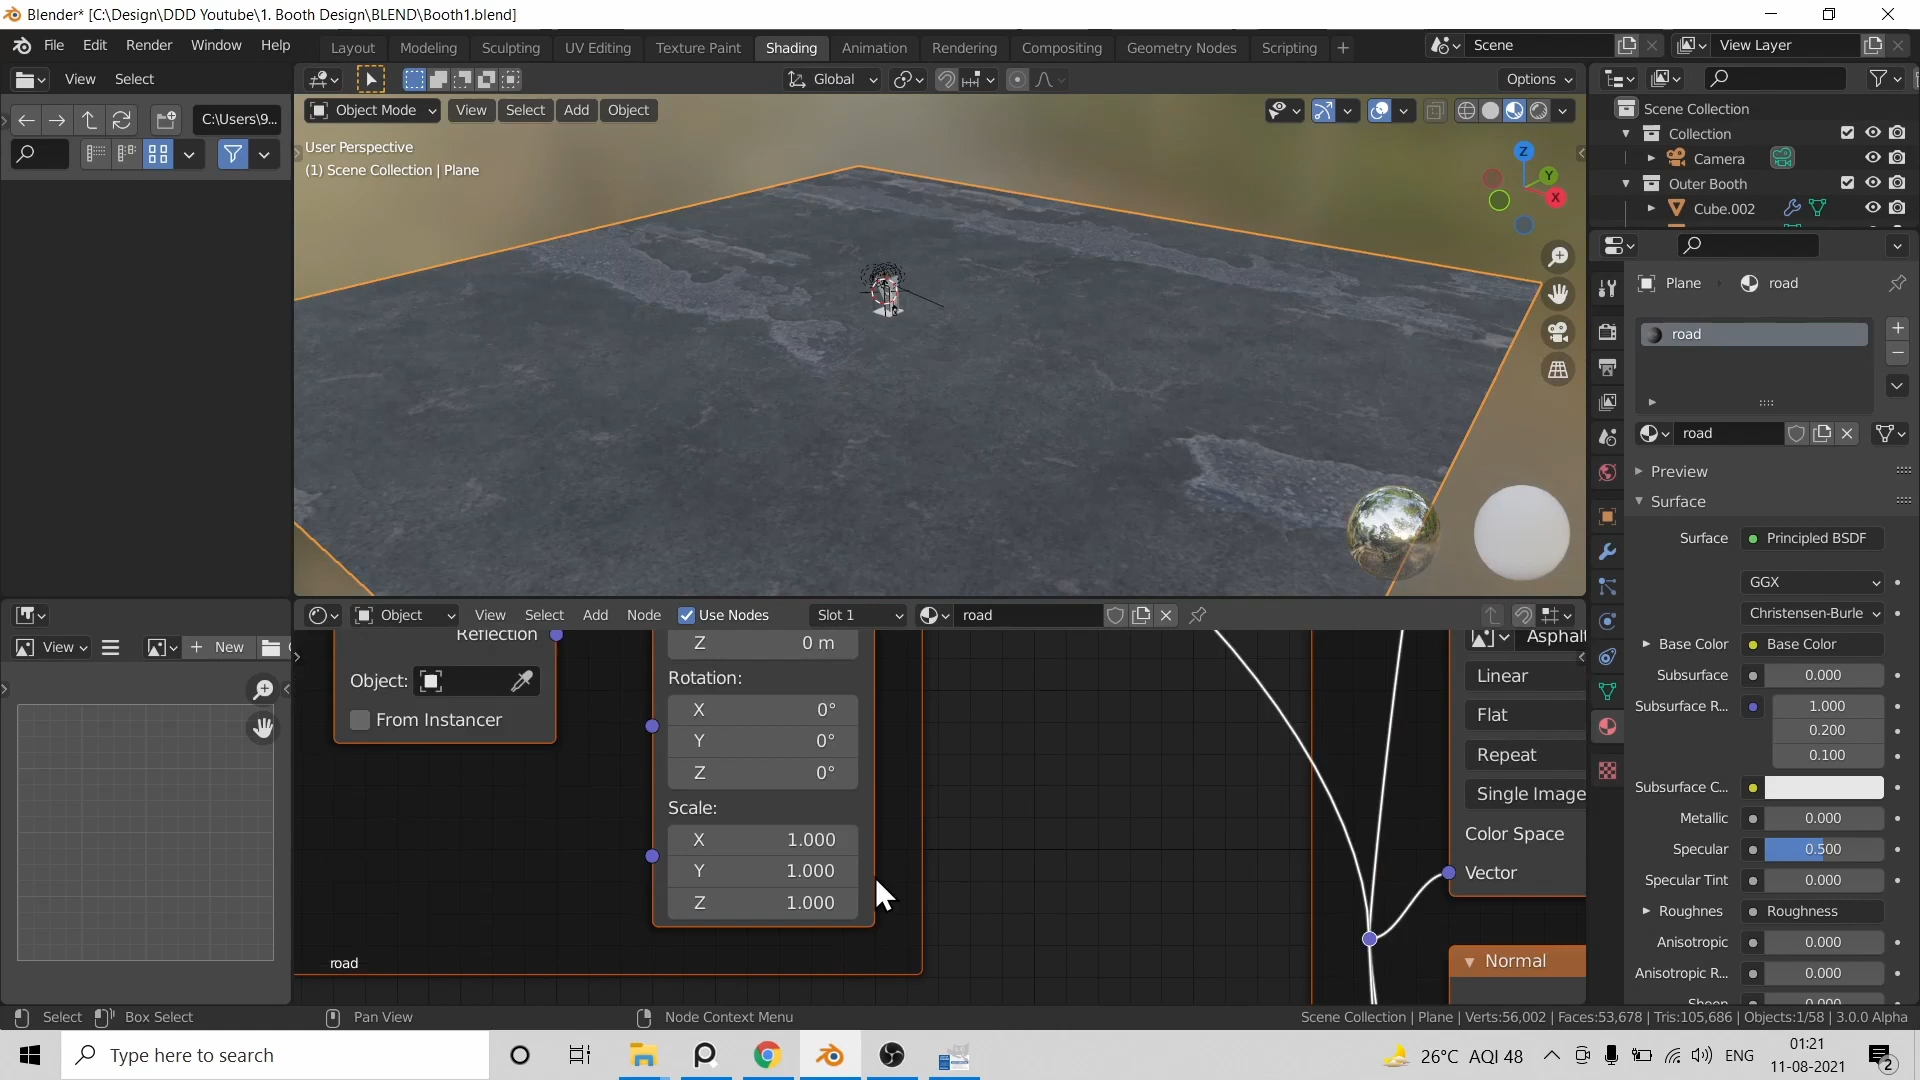 Blender* [C:\Design\DDD Youtube\1. Booth Design\BLEND\Booth1.blend]
File Edit Render Window Help Layout Modeling Sculpting UV Editing Texture Paint Shading Animation Rendering Compositing Geometry Nodes Scripting + Scene View Layer
View Select Global Options
Object Mode View Select Add Object
C:\Users\9...
User Perspective
(1) Scene Collection | Plane
Z
Y
X
Scene Collection
Collection
Camera
Outer Booth
Cube.002
Plane road
road
road
Preview
Surface
Surface Principled BSDF
GGX
Christensen-Burle
Base Color Base Color
Subsurface 0.000
Subsurface R... 1.000
0.200
0.100
Subsurface C...
Metallic 0.000
Specular 0.500
Specular Tint 0.000
Roughnes Roughness
Anisotropic 0.000
Anisotropic R... 0.000
Sheen 0.000
Object View Select Add Node Use Nodes Slot 1 road
View + New
Reflection
Object:
From Instancer
Z 0 m
Rotation:
X 0°
Y 0°
Z 0°
Scale:
X 1.000
Y 1.000
Z 1.000
road
Asphalt
Linear
Flat
Repeat
Single Image
Color Space
Vector
Normal
Select Box Select Pan View Node Context Menu Scene Collection | Plane | Verts:56,002 | Faces:53,678 | Tris:105,686 | Objects:1/58 | 3.0.0 Alpha
Type here to search 26°C AQI 48 ENG 01:21
11-08-2021 2